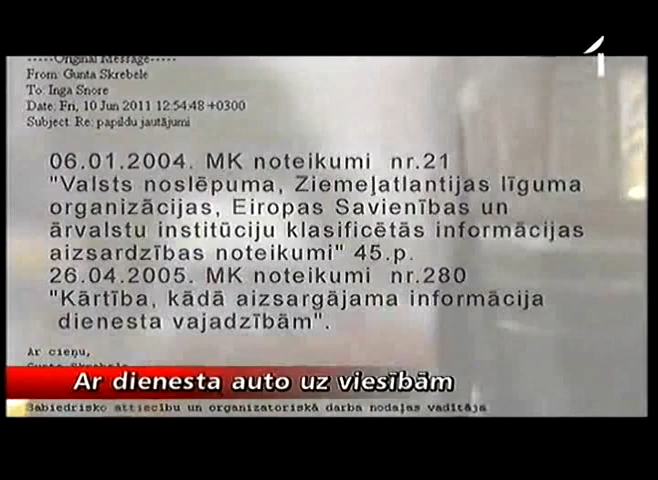 -----Original Message-----
From: Gunta Skrebele
To: Inga Snore
Date: Fri, 10 Jun 2011 12:54:48 +0300
Subject: Re: papildu jautājumi
06.01.2004. MK noteikumi nr.21
"Valsts noslēpuma, Ziemeļatlantijas līguma
organizācijas, Eiropas Savienības un
ārvalstu institūciju klasificētās informācijas
aizsardzības noteikumi" 45.p.
26.04.2005. MK noteikumi nr.280
"Kārtība, kādā aizsargājama informācija
dienesta vajadzībām".
Ar cieņu,
Gunta Skrebele
Ar dienesta auto uz viesībām
Sabiedrisko attiecību un organizatoriskā darba nodaļas vadītāja
1